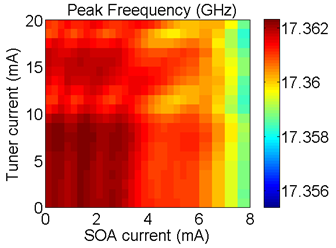 Peak Freequency (GHz)
20
15
10
5
0
Tuner current (mA)
0 2 4 6 8
SOA current (mA)
17.362
17.36
17.358
17.356